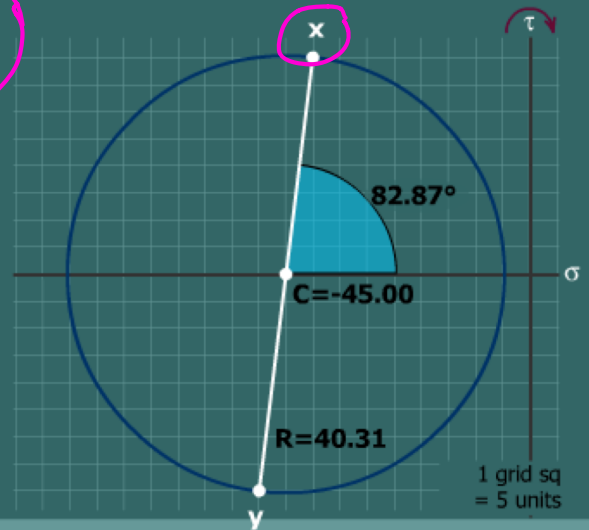 x
τ
82.87°
σ
C=-45.00
R=40.31
1 grid sq
= 5 units
y